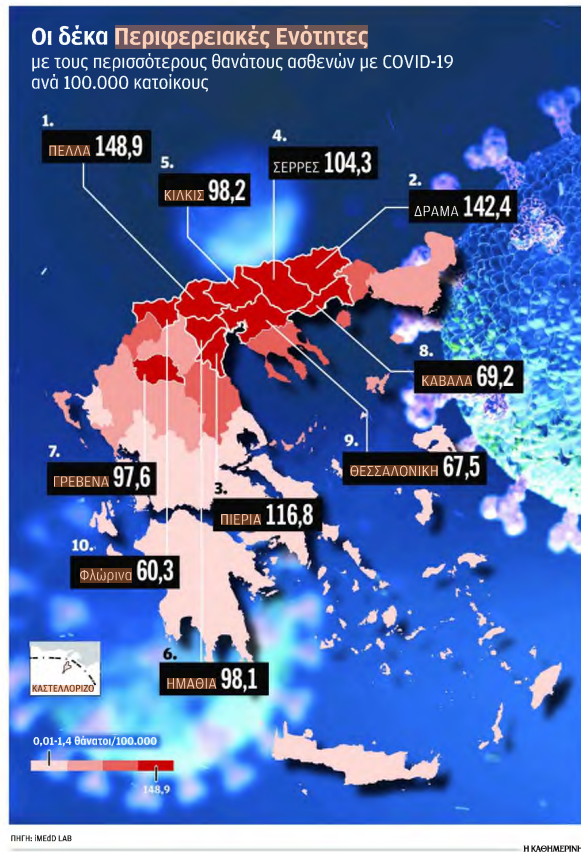 Οι δέκα Περιφερειακές Ενότητες
με τους περισσότερους θανάτους ασθενών με COVID-19
ανά 100.000 κατοίκους
1.
ΠΕΛΛΑ 148,9
4.
ΣΕΡΡΕΣ 104,3
5.
ΚΙΛΚΙΣ 98,2
2.
ΔΡΑΜΑ 142,4
8.
ΚΑΒΑΛΑ 69,2
9.
ΘΕΣΣΑΛΟΝΙΚΗ 67,5
7.
ΓΡΕΒΕΝΑ 97,6
3.
ΠΙΕΡΙΑ 116,8
10.
Φλώρινα 60,3
6.
ΗΜΑΘΙΑ 98,1
ΚΑΣΤΕΛΛΟΡΙΖΟ
0,01-1,4 θάνατοι/100.000
148,9
ΠΗΓΗ: iMEdD LAB
Η ΚΑΘΗΜΕΡΙΝΗ